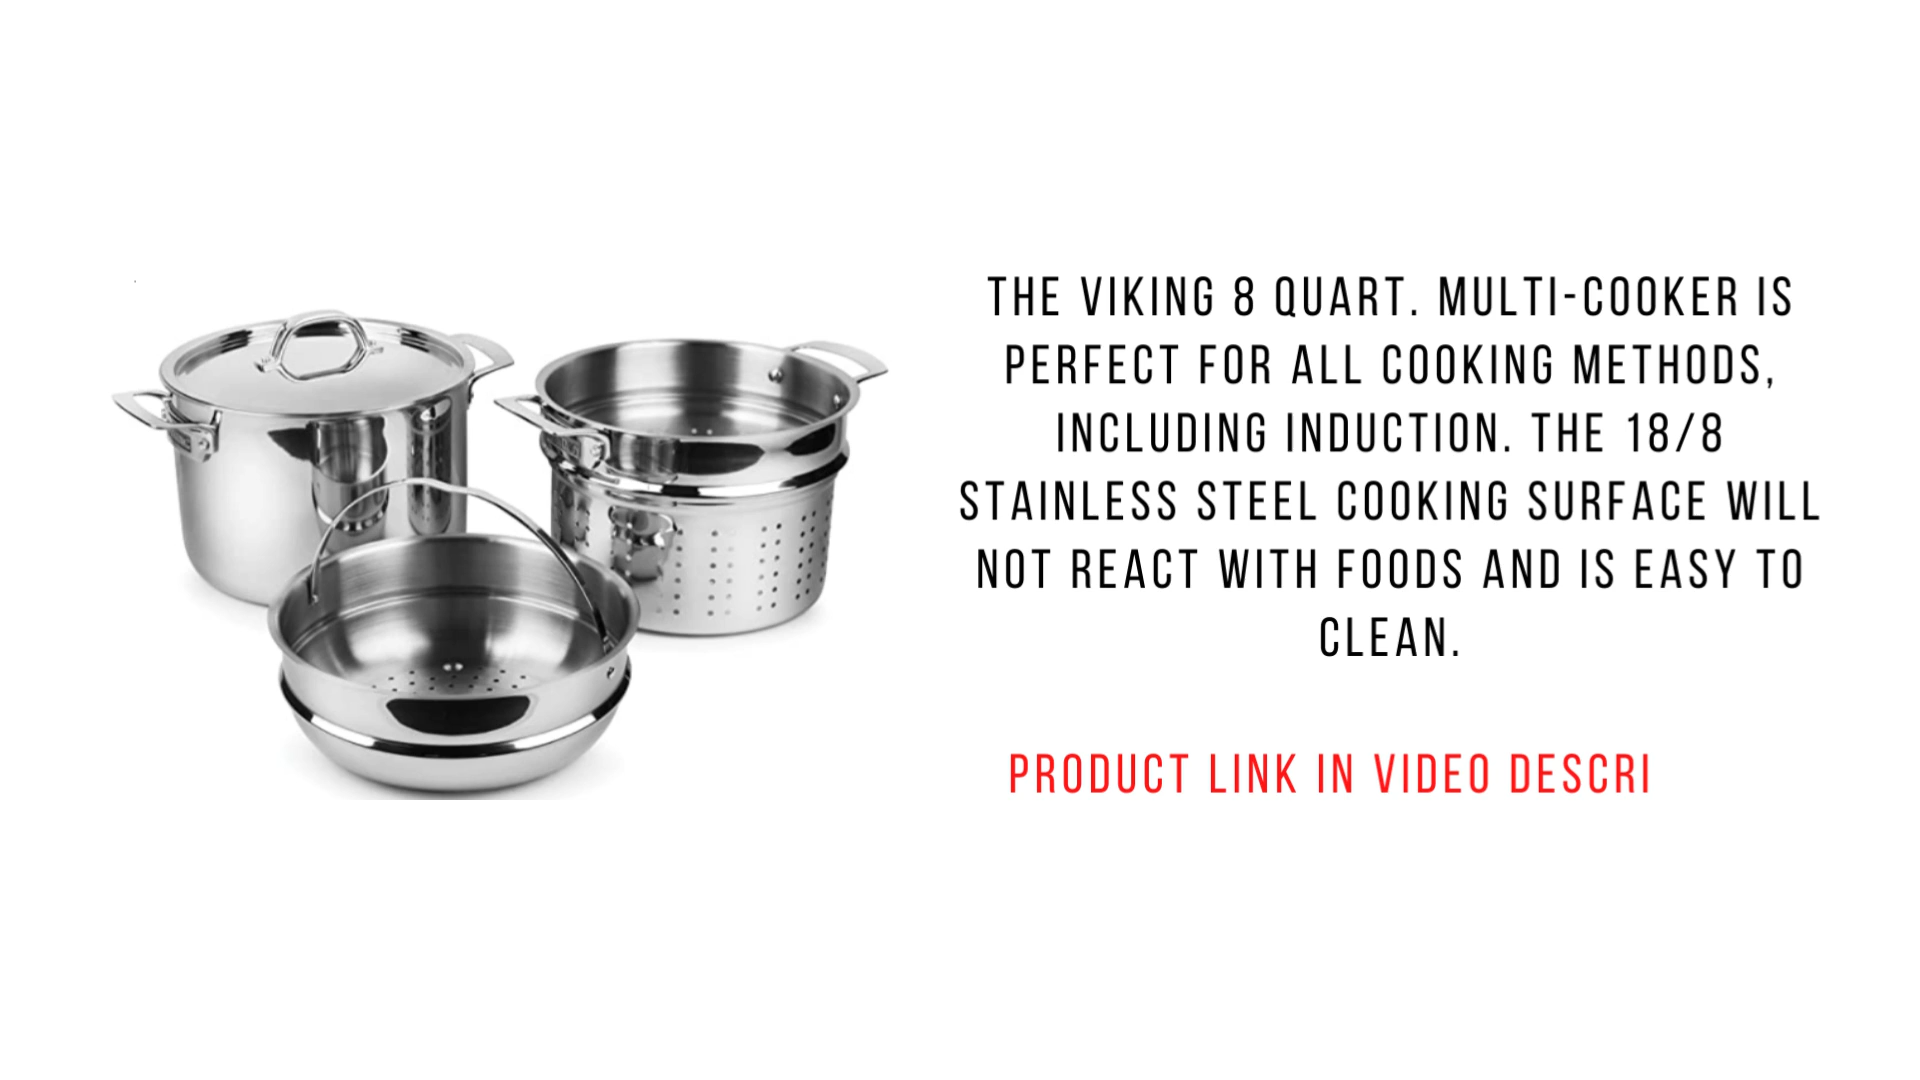 THE VIKING 8 QUART. MULTI-COOKER IS
PERFECT FOR ALL COOKING METHODS,
INCLUDING INDUCTION. THE 18/8
STAINLESS STEEL COOKING SURFACE WILL
NOT REACT WITH FOODS AND IS EASY TO
CLEAN.
PRODUCT LINK IN VIDEO DESCRI